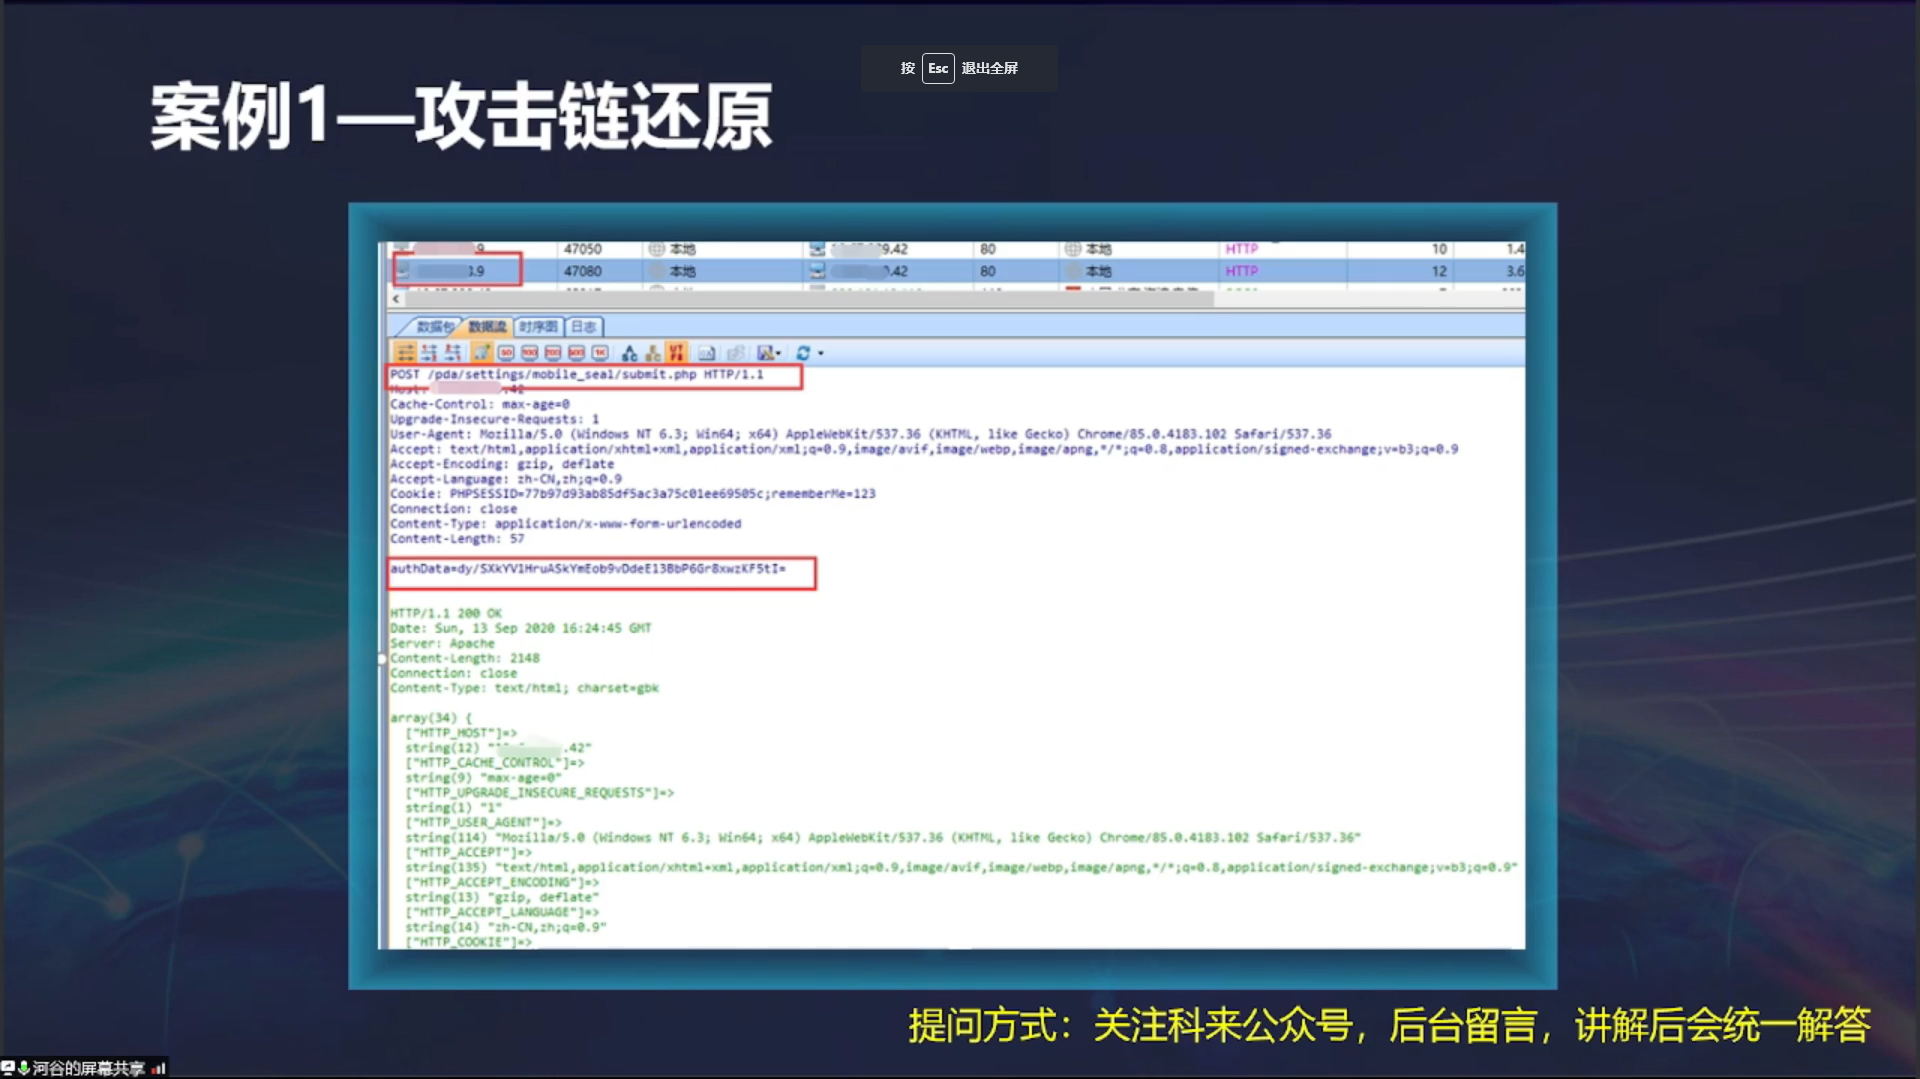 按 Esc 退出全屏
案例1—攻击链还原
.9 47050 本地 9.42 80 本地 HTTP 10 1.4
.9 47080 本地 .42 80 本地 HTTP 12 3.6
数据包 数据流 时序图 日志
POST /pda/settings/mobile_seal/submit.php HTTP/1.1
Host: .42
Cache-Control: max-age=0
Upgrade-Insecure-Requests: 1
User-Agent: Mozilla/5.0 (Windows NT 6.3; Win64; x64) AppleWebKit/537.36 (KHTML, like Gecko) Chrome/85.0.4183.102 Safari/537.36
Accept: text/html,application/xhtml+xml,application/xml;q=0.9,image/avif,image/webp,image/apng,*/*;q=0.8,application/signed-exchange;v=b3;q=0.9
Accept-Encoding: gzip, deflate
Accept-Language: zh-CN,zh;q=0.9
Cookie: PHPSESSID=77b97d93ab85df5ac3a75c01ee69505c;rememberMe=123
Connection: close
Content-Type: application/x-www-form-urlencoded
Content-Length: 57
authData=dy/SXkYV1HruASkYmEob9vDdeE13BbP6Gr8xwzKF5tI=
HTTP/1.1 200 OK
Date: Sun, 13 Sep 2020 16:24:45 GMT
Server: Apache
Content-Length: 2148
Connection: close
Content-Type: text/html; charset=gbk
array(34) {
["HTTP_HOST"]=>
string(12) " .42"
["HTTP_CACHE_CONTROL"]=>
string(9) "max-age=0"
["HTTP_UPGRADE_INSECURE_REQUESTS"]=>
string(1) "1"
["HTTP_USER_AGENT"]=>
string(114) "Mozilla/5.0 (Windows NT 6.3; Win64; x64) AppleWebKit/537.36 (KHTML, like Gecko) Chrome/85.0.4183.102 Safari/537.36"
["HTTP_ACCEPT"]=>
string(135) "text/html,application/xhtml+xml,application/xml;q=0.9,image/avif,image/webp,image/apng,*/*;q=0.8,application/signed-exchange;v=b3;q=0.9"
["HTTP_ACCEPT_ENCODING"]=>
string(13) "gzip, deflate"
["HTTP_ACCEPT_LANGUAGE"]=>
string(14) "zh-CN,zh;q=0.9"
["HTTP_COOKIE"]=>
提问方式：关注科来公众号，后台留言，讲解后会统一解答
河谷的屏幕共享